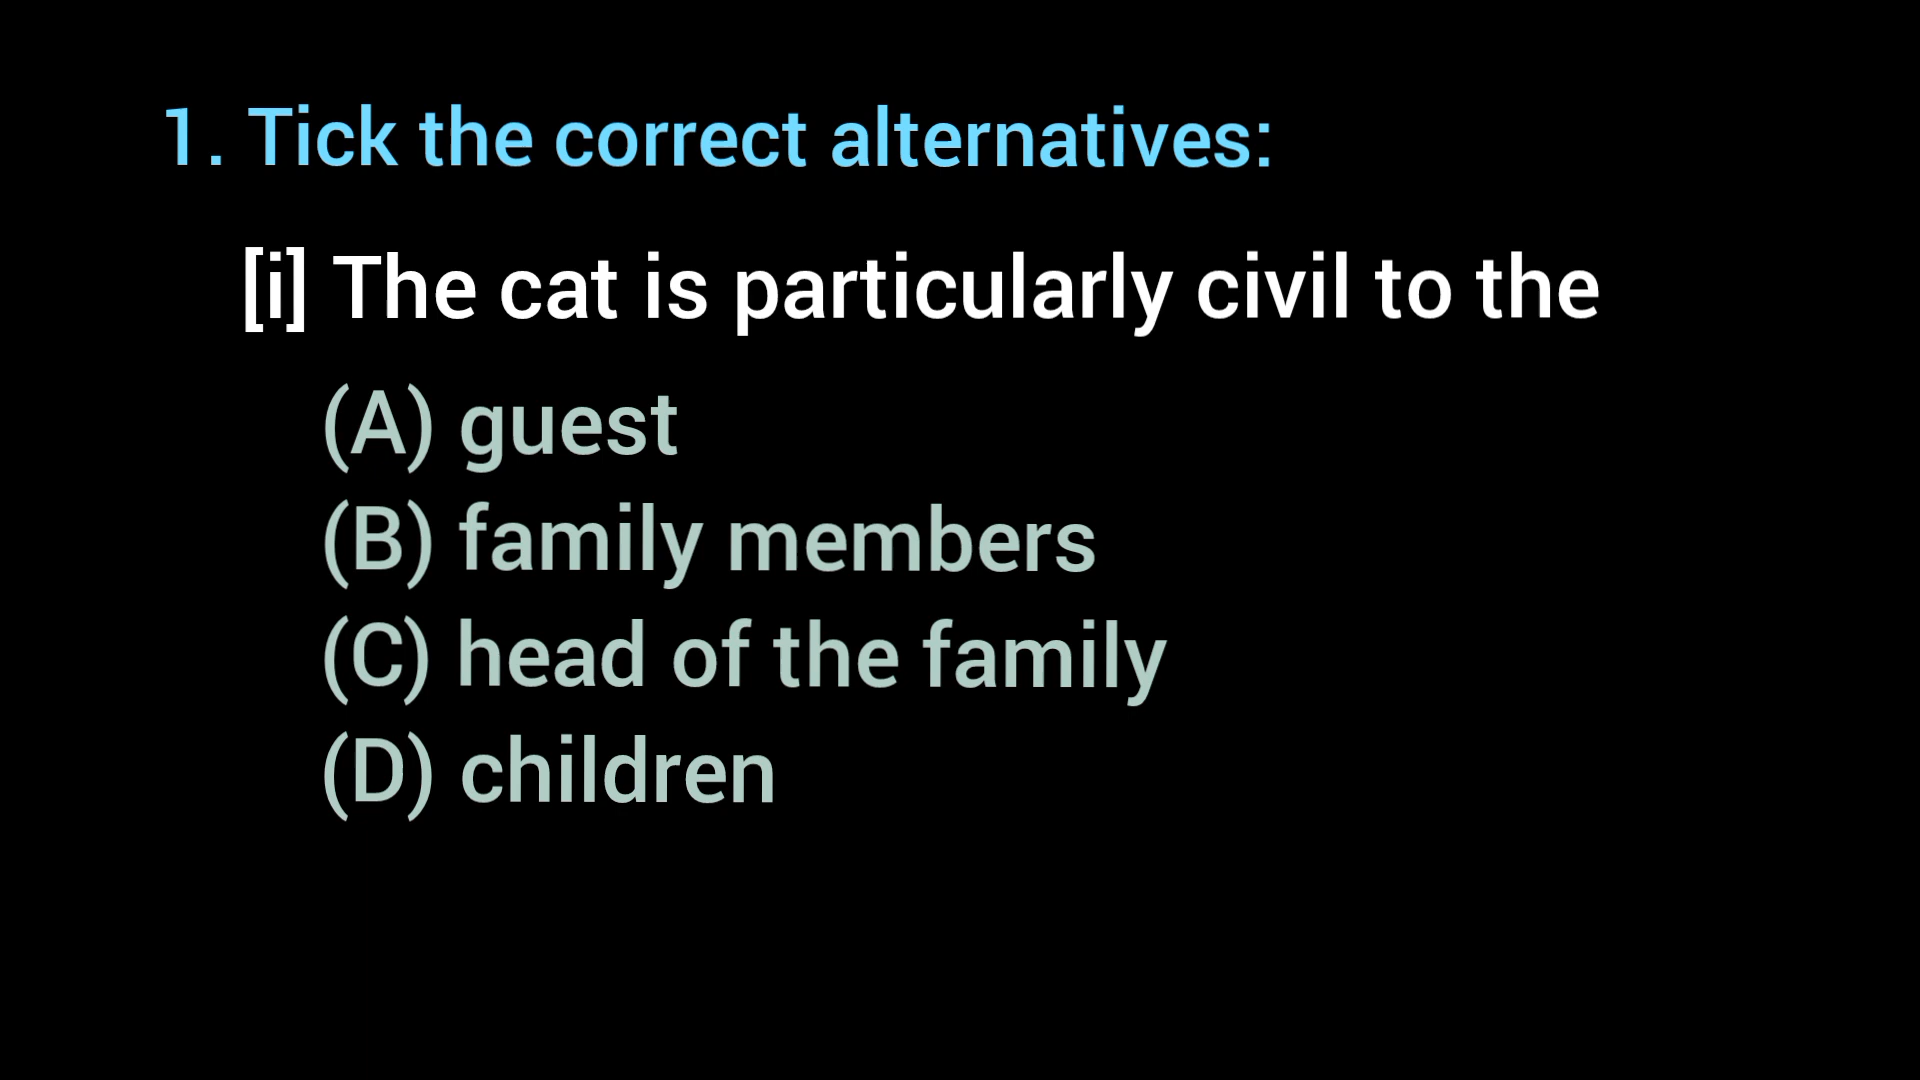 1. Tick the correct alternatives:
[i] The cat is particularly civil to the
(A) guest
(B) family members
(C) head of the family
(D) children